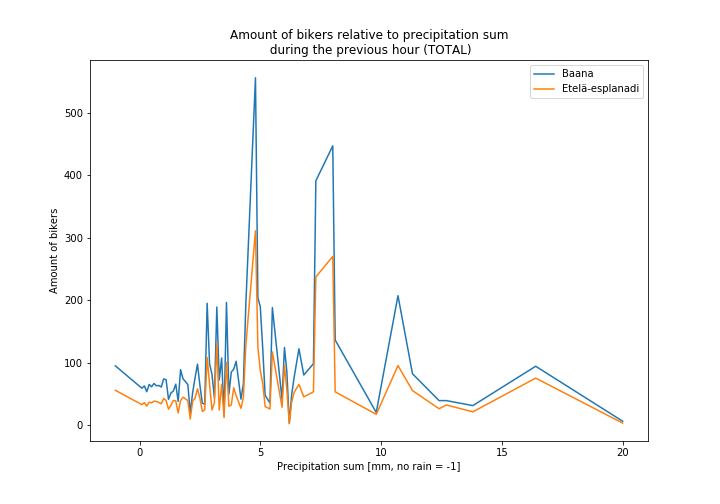 Amount of bikers relative to precipitation sum
during the previous hour (TOTAL)
Baana
Etelä-esplanadi
500
400
300
200
100
0
Amount of bikers
0 5 10 15 20
Precipitation sum [mm, no rain = -1]